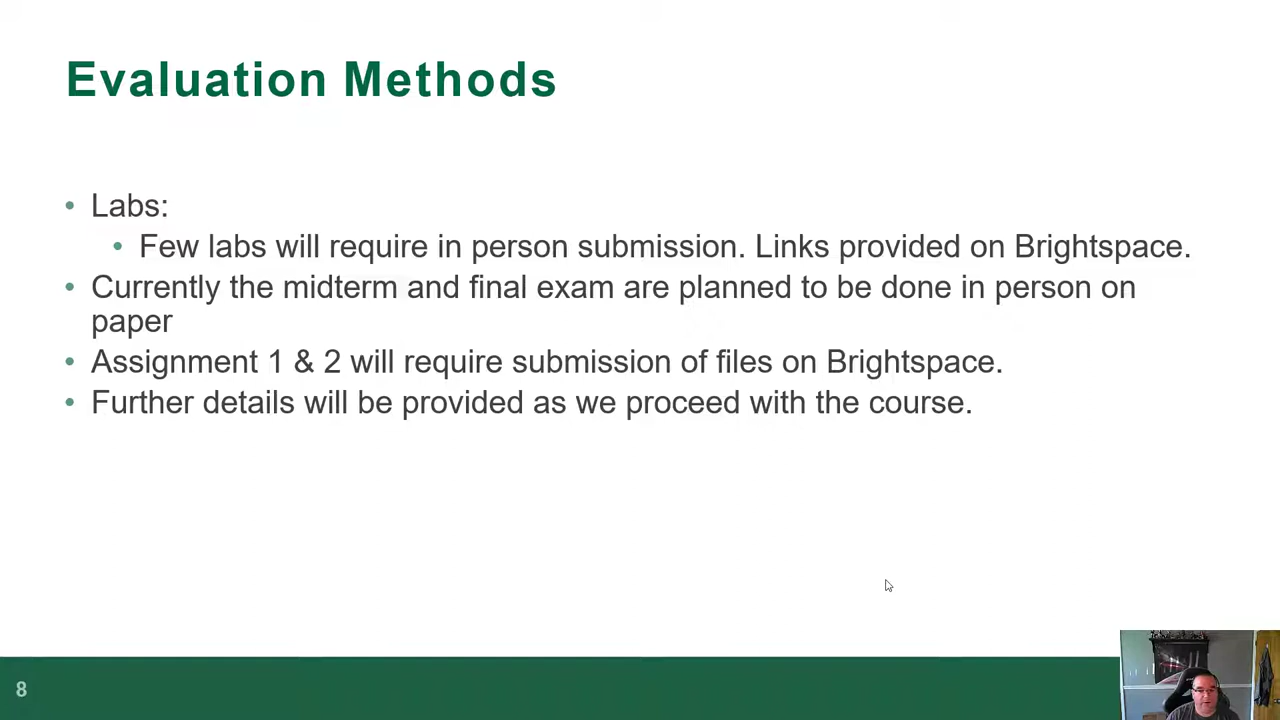 Evaluation Methods
• Labs:
• Few labs will require in person submission. Links provided on Brightspace.
• Currently the midterm and final exam are planned to be done in person on
paper
• Assignment 1 & 2 will require submission of files on Brightspace.
• Further details will be provided as we proceed with the course.
8